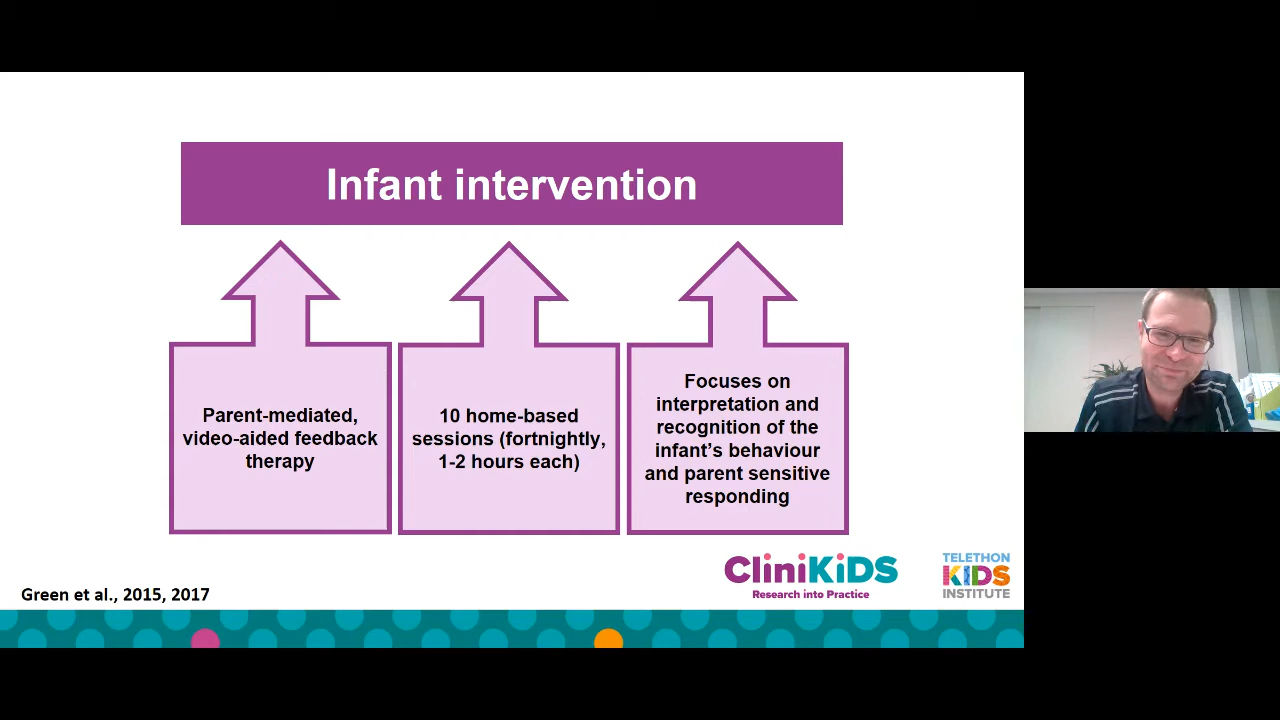 Infant intervention
Parent-mediated,
video-aided feedback
therapy
10 home-based
sessions (fortnightly,
1-2 hours each)
Focuses on
interpretation and
recognition of the
infant's behaviour
and parent sensitive
responding
Green et al., 2015, 2017
CliniKiDS
Research into Practice
TELETHON
KIDS
INSTITUTE